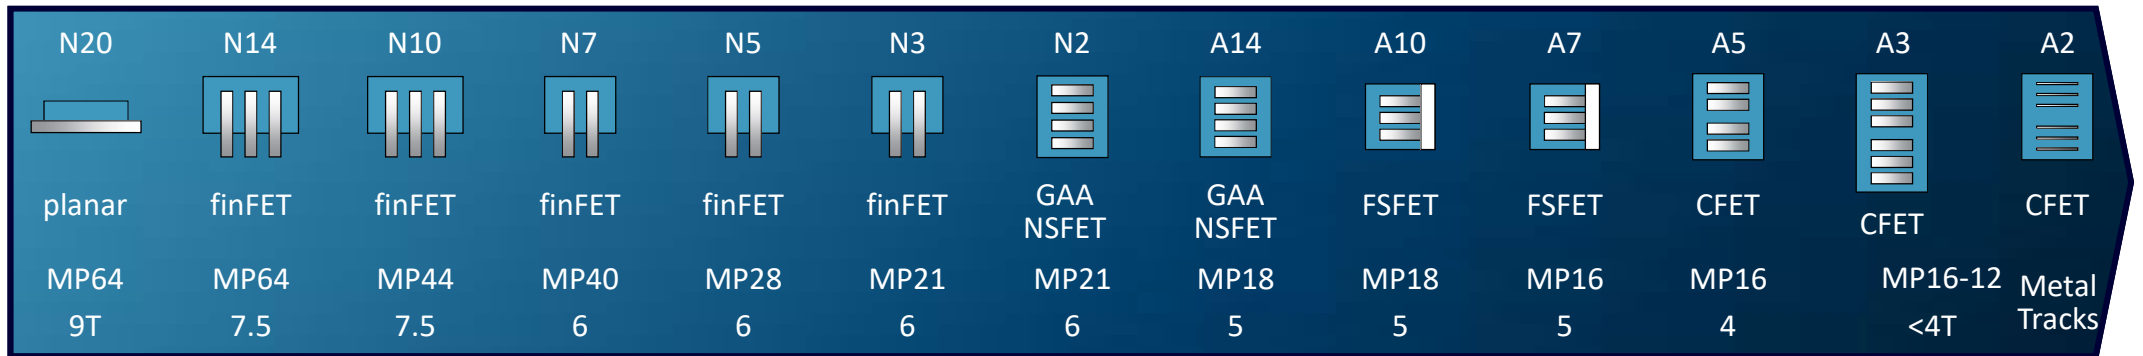 N20 N14 N10 N7 N5 N3 N2 A14 A10 A7 A5 A3 A2
planar finFET finFET finFET finFET finFET GAA NSFET GAA NSFET FSFET FSFET CFET CFET CFET
MP64 MP64 MP44 MP40 MP28 MP21 MP21 MP18 MP18 MP16 MP16 MP16-12 Metal
9T 7.5 7.5 6 6 6 6 5 5 5 4 <4T Tracks